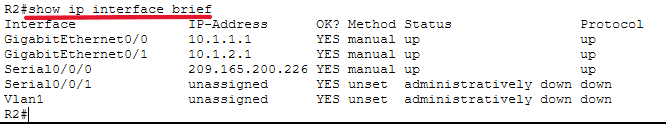 R2#show ip interface brief
Interface IP-Address OK? Method Status Protocol
GigabitEthernet0/0 10.1.1.1 YES manual up up
GigabitEthernet0/1 10.1.2.1 YES manual up up
Serial0/0/0 209.165.200.226 YES manual up up
Serial0/0/1 unassigned YES unset administratively down down
Vlan1 unassigned YES unset administratively down down
R2#